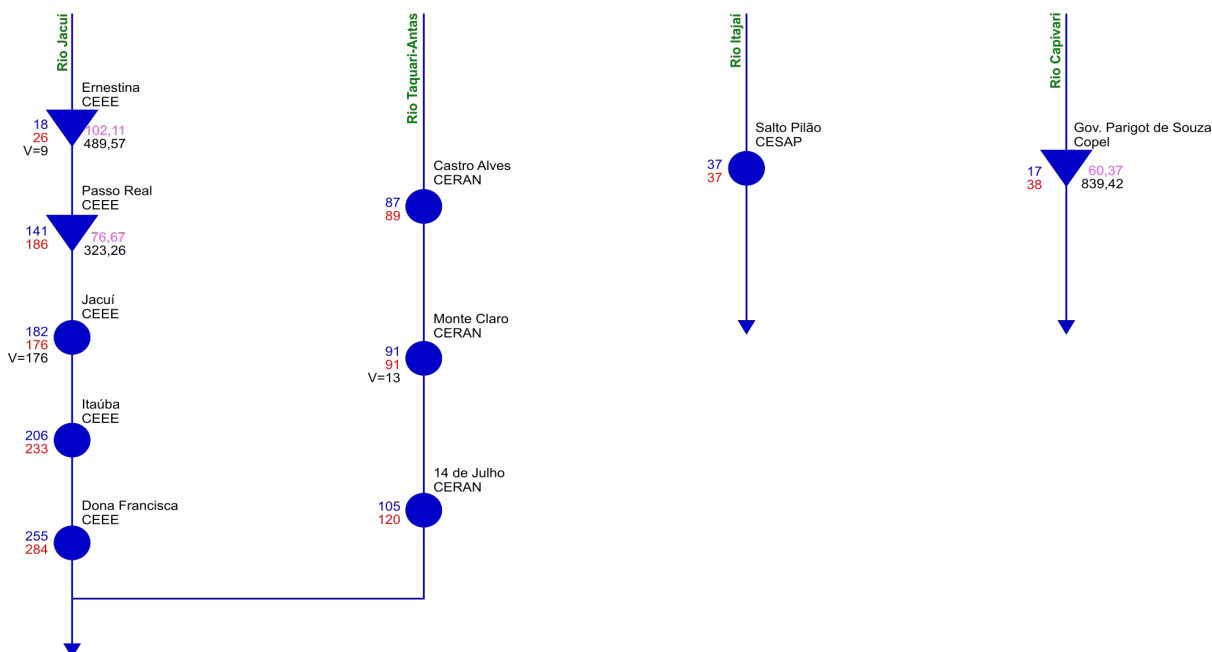 Rio Jacuí
Ernestina
CEEE
18
26
V=9
102,11
489,57
Passo Real
CEEE
141
186
76,67
323,26
Jacuí
CEEE
182
176
V=176
Itaúba
CEEE
206
233
Dona Francisca
CEEE
255
284
Rio Taquari-Antas
Castro Alves
CERAN
87
89
Monte Claro
CERAN
91
91
V=13
14 de Julho
CERAN
105
120
Rio Itajaí
Salto Pilão
CESAP
37
37
Rio Capivari
Gov. Parigot de Souza
Copel
17
38
60,37
839,42